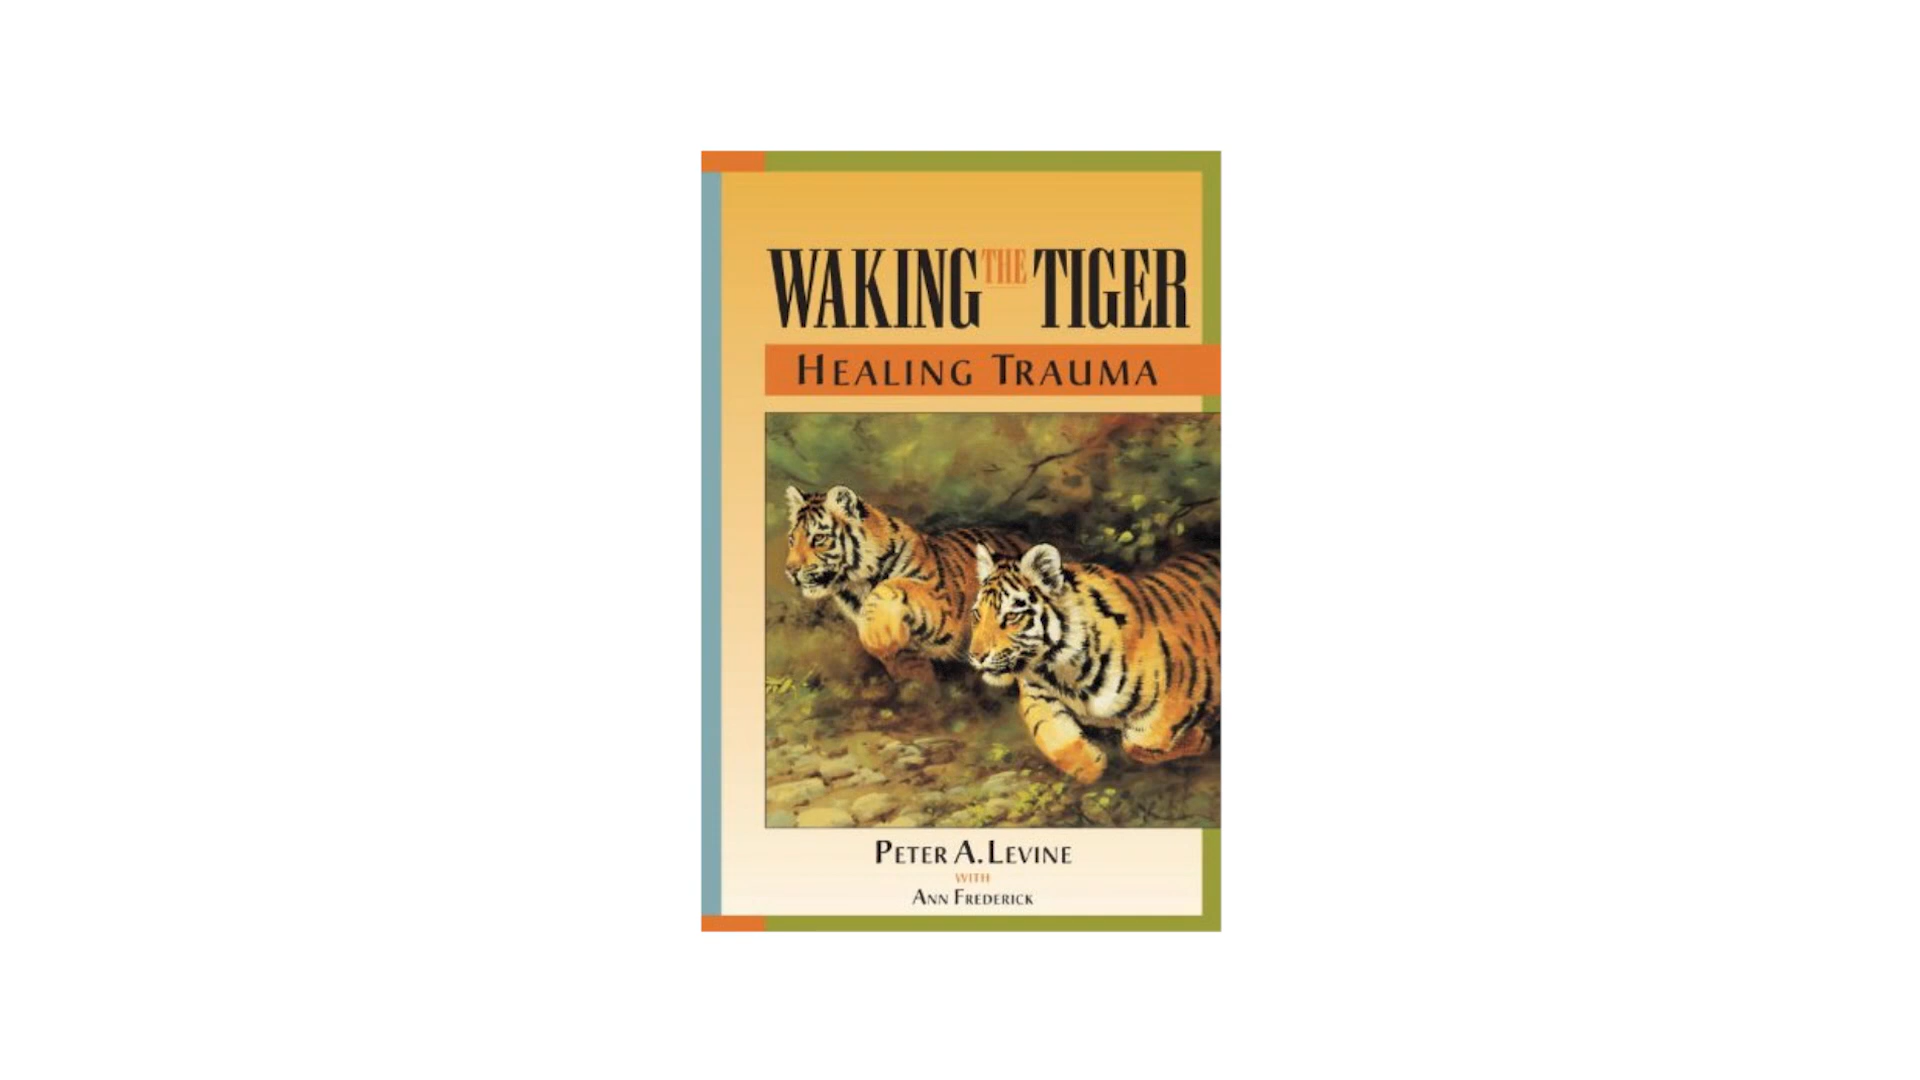 WAKING THE TIGER
HEALING TRAUMA
PETER A. LEVINE
WITH
ANN FREDERICK